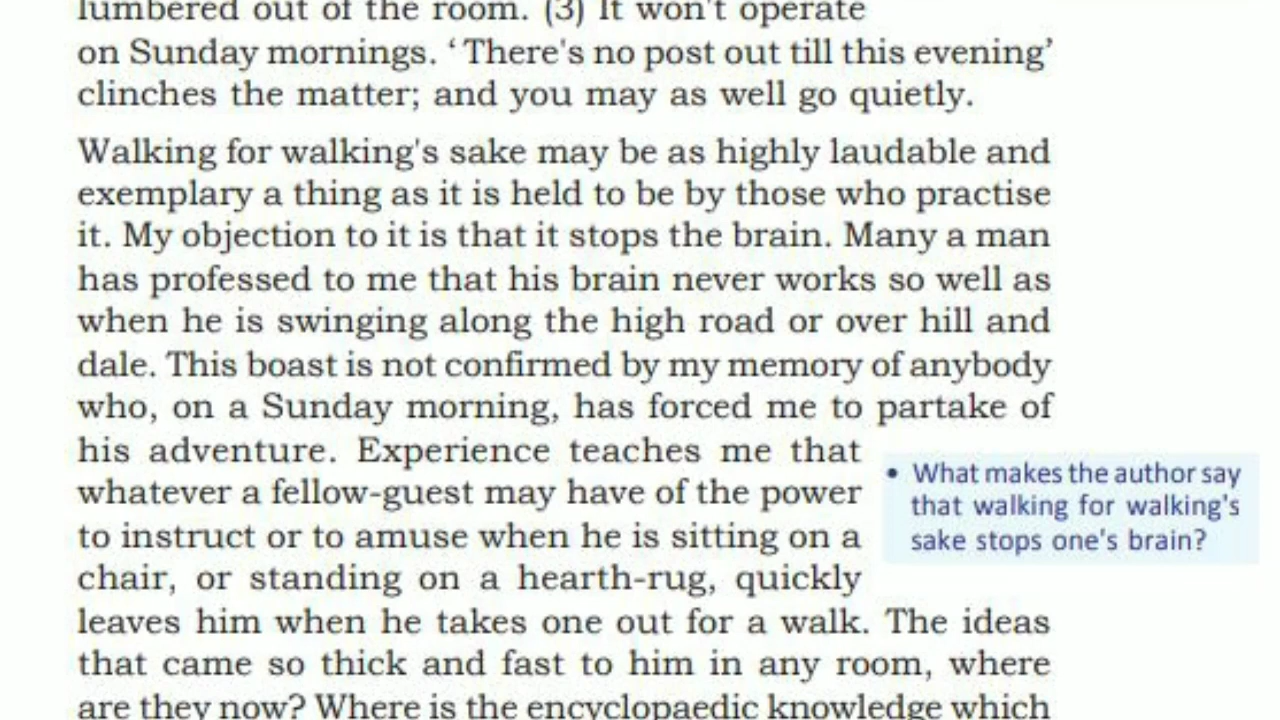 lumbered out of the room. (3) It won't operate
on Sunday mornings. ‘There's no post out till this evening’
clinches the matter; and you may as well go quietly.
Walking for walking's sake may be as highly laudable and
exemplary a thing as it is held to be by those who practise
it. My objection to it is that it stops the brain. Many a man
has professed to me that his brain never works so well as
when he is swinging along the high road or over hill and
dale. This boast is not confirmed by my memory of anybody
who, on a Sunday morning, has forced me to partake of
his adventure. Experience teaches me that
whatever a fellow-guest may have of the power
to instruct or to amuse when he is sitting on a
chair, or standing on a hearth-rug, quickly
leaves him when he takes one out for a walk. The ideas
that came so thick and fast to him in any room, where
are they now? Where is the encyclopaedic knowledge which
• What makes the author say
that walking for walking's
sake stops one's brain?